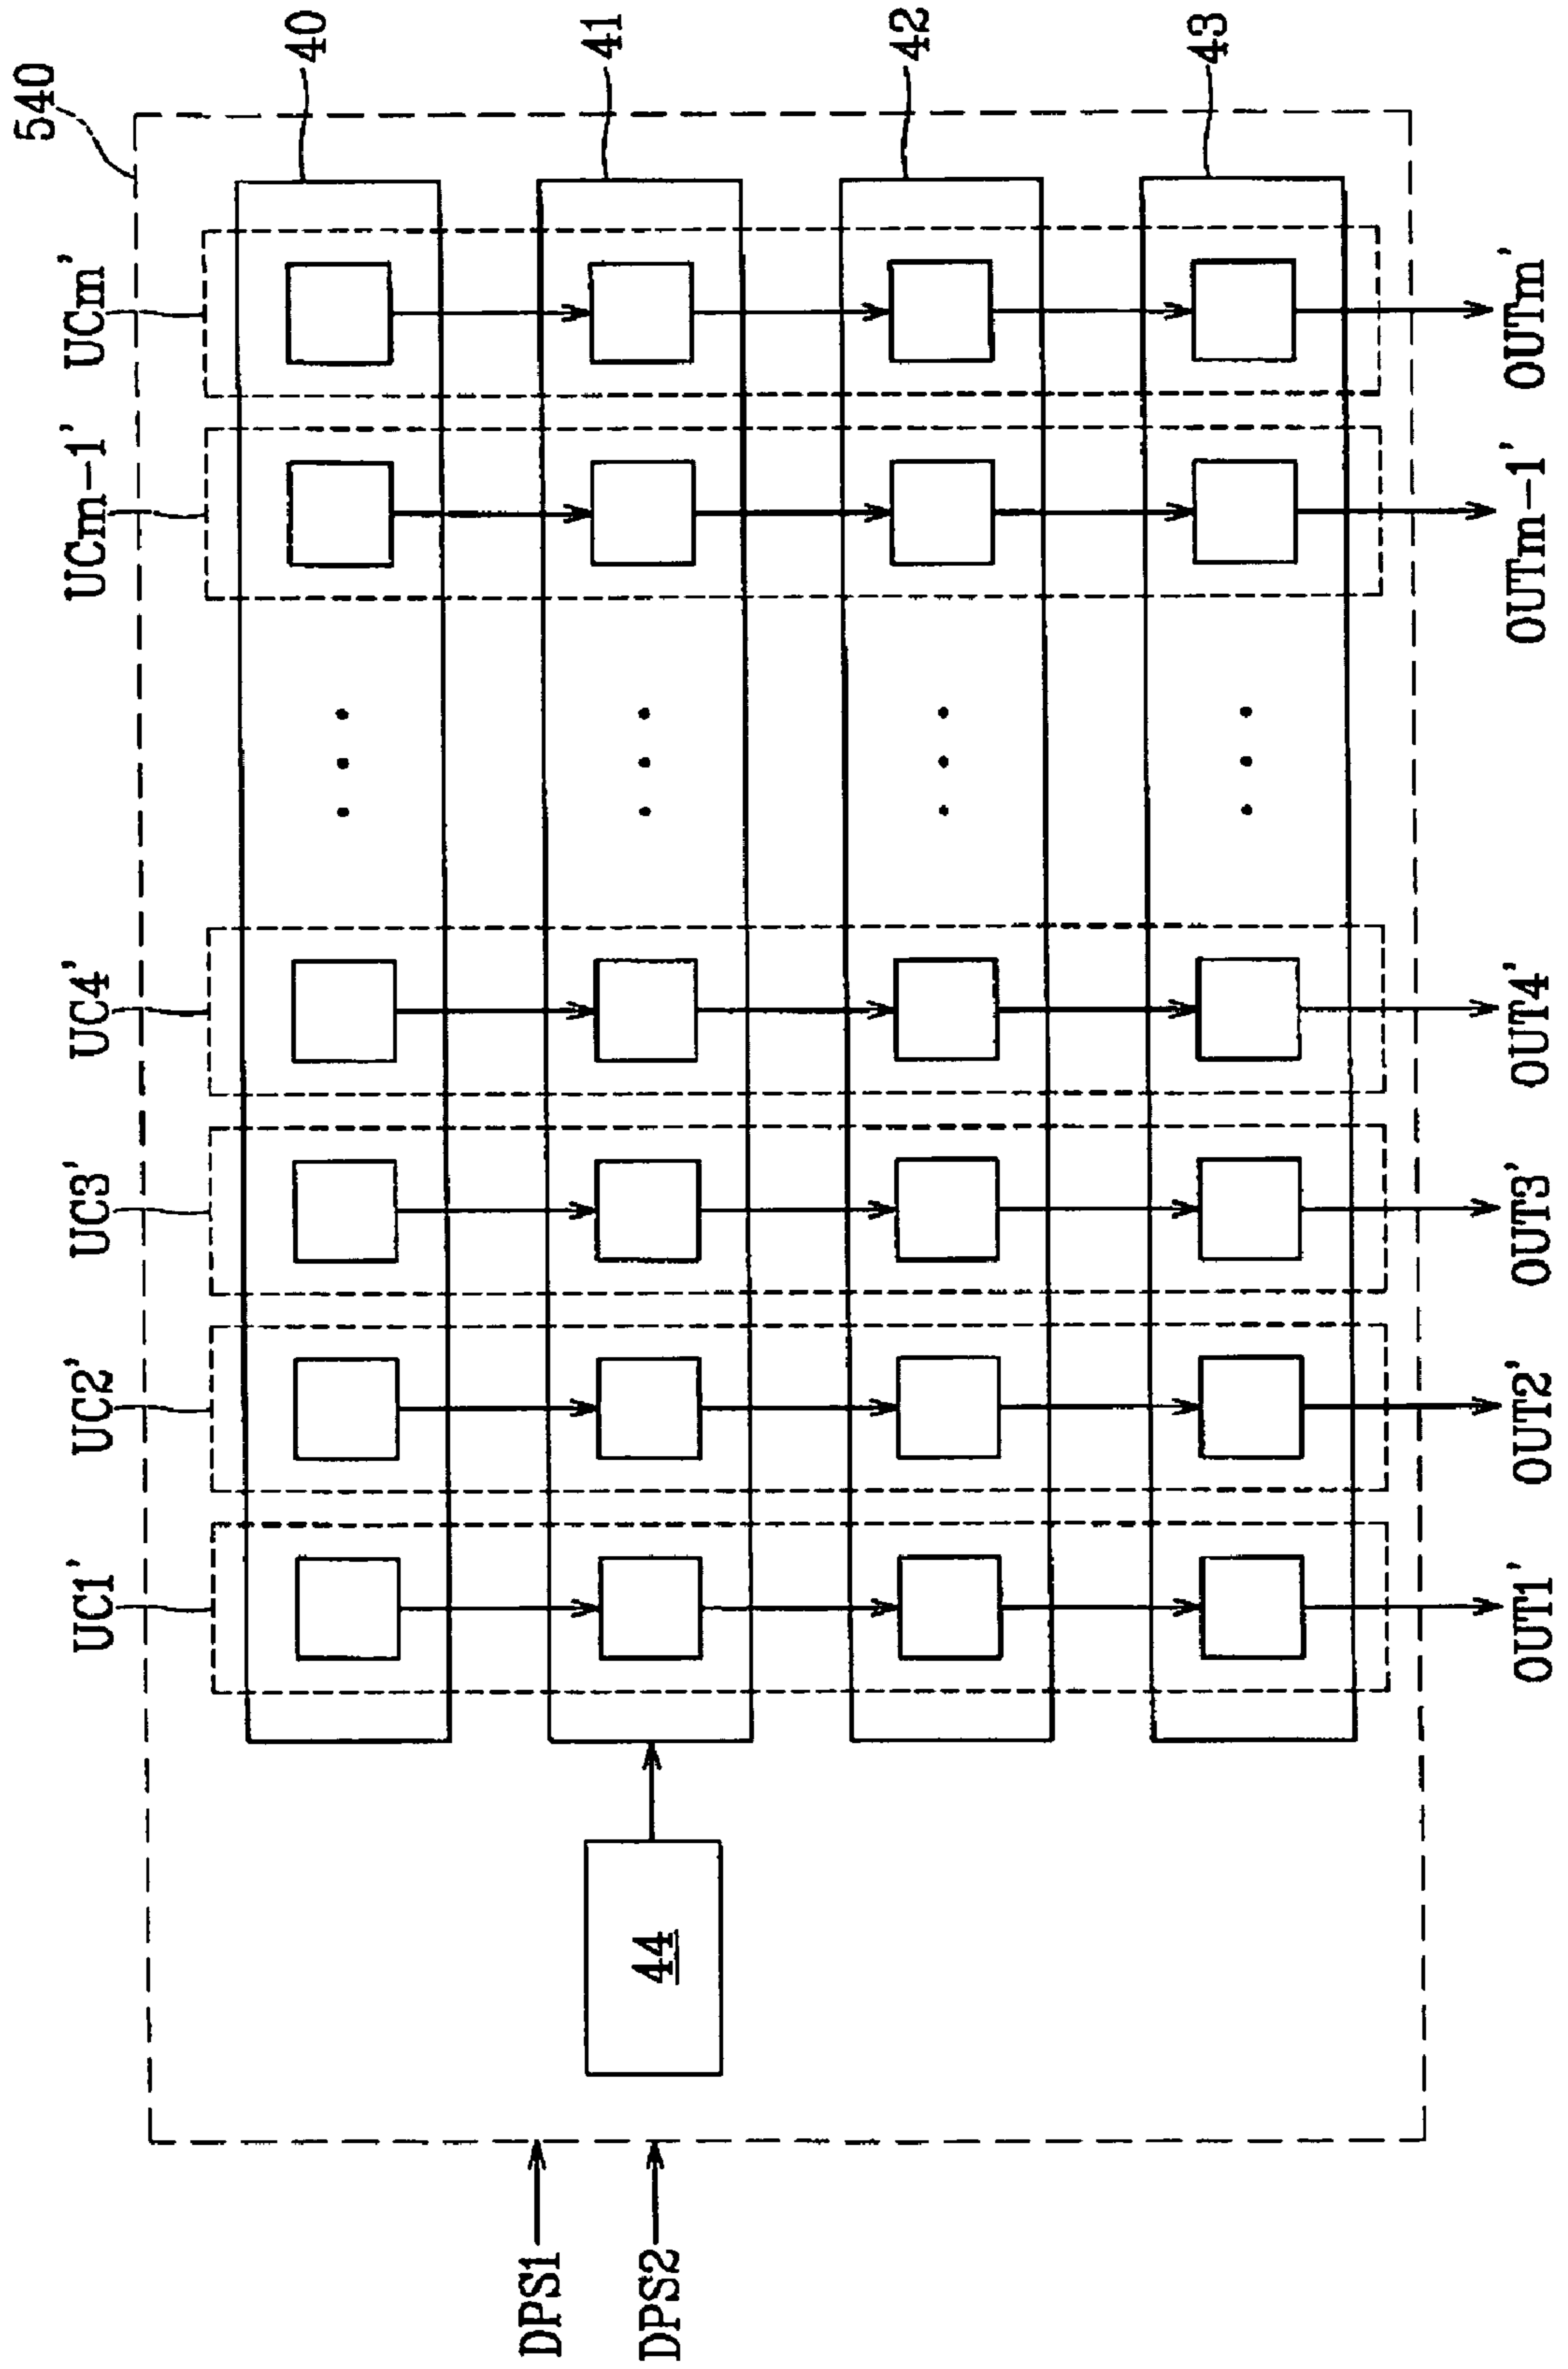 540
UC1'
UC2'
UC3'
UC4'
UCm-1'
UCm'
40
41
42
43
44
DPS1
DPS2
OUT1'
OUT2'
OUT3'
OUT4'
OUTm-1'
OUTm'